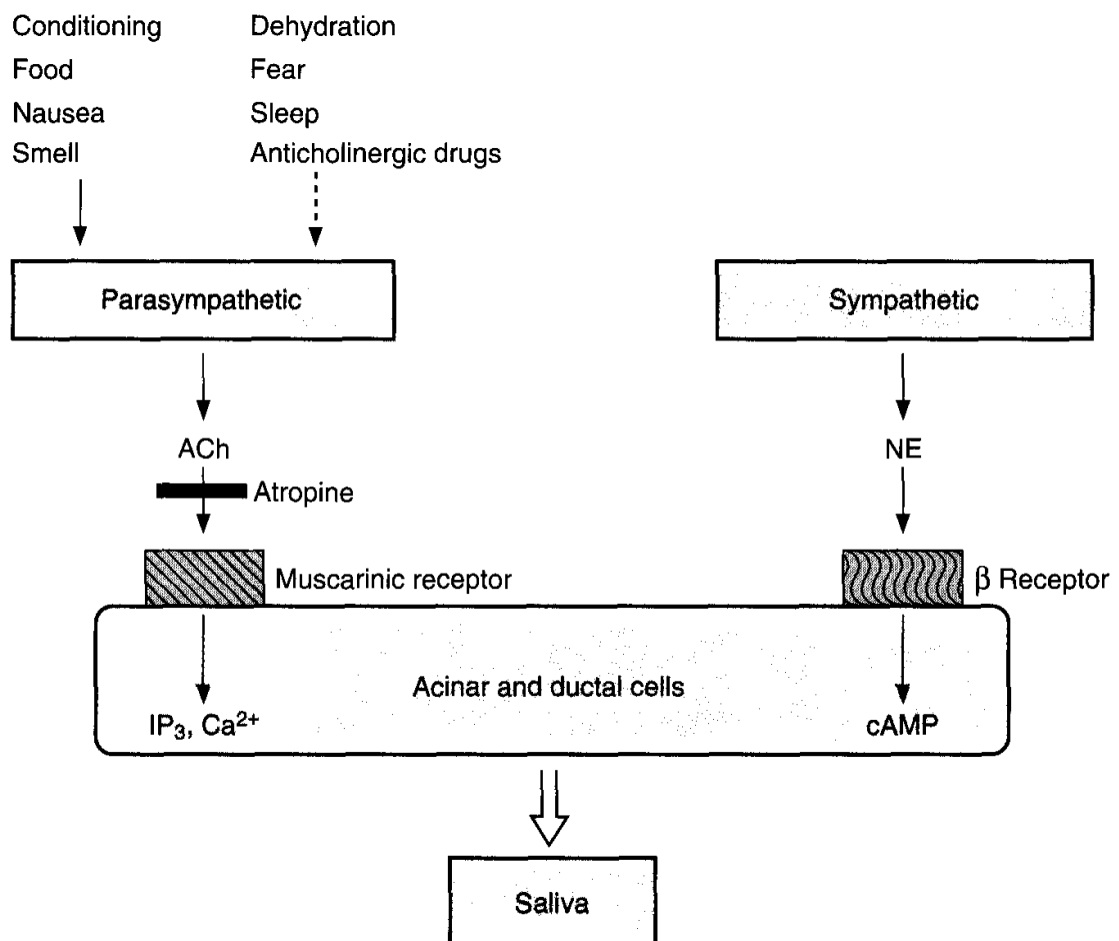 Conditioning
Food
Nausea
Smell
Dehydration
Fear
Sleep
Anticholinergic drugs
Parasympathetic
Sympathetic
ACh
NE
Atropine
Muscarinic receptor
β Receptor
Acinar and ductal cells
IP₃, Ca²⁺
cAMP
Saliva